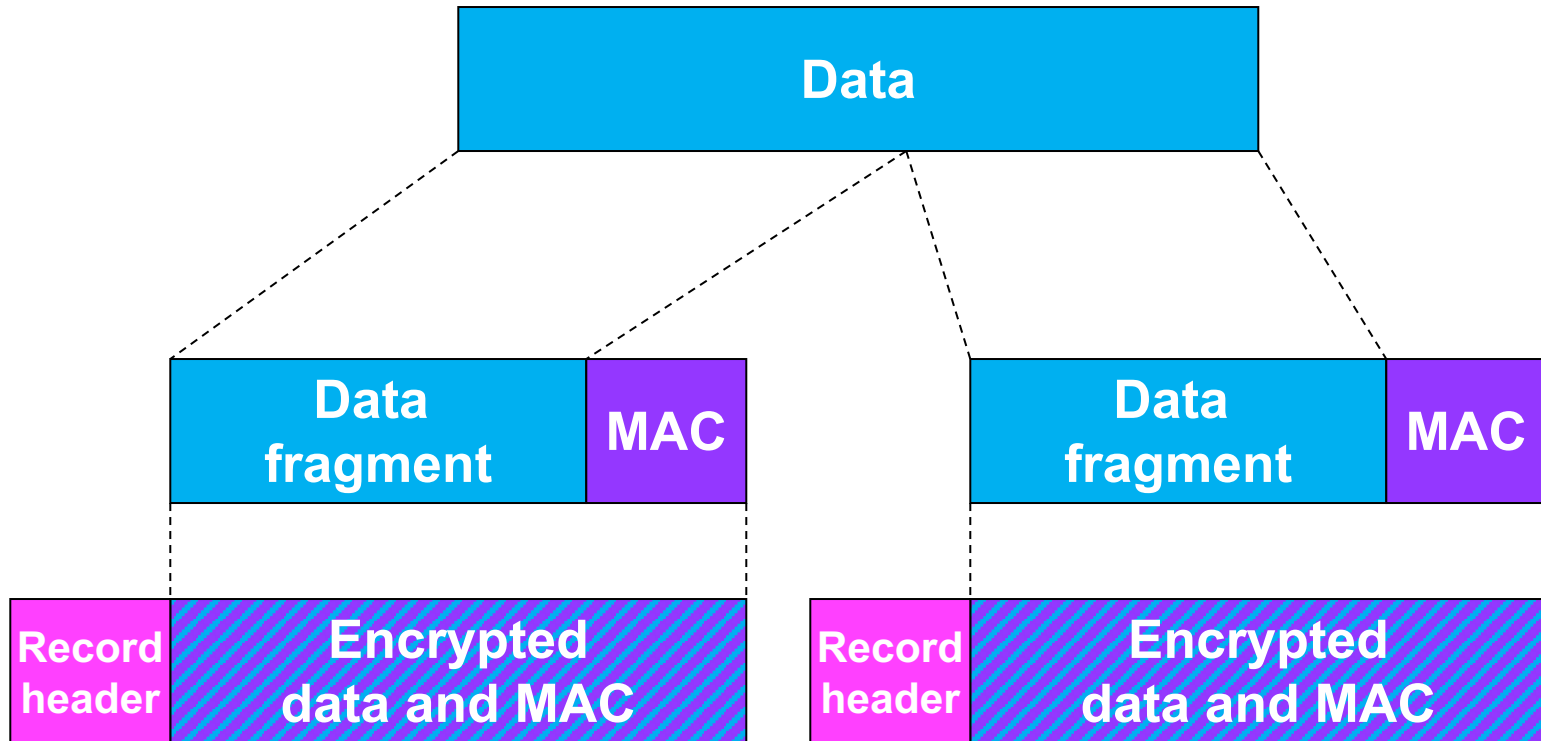 Data
Data
fragment
MAC
Data
fragment
MAC
Record
header
Encrypted
data and MAC
Record
header
Encrypted
data and MAC